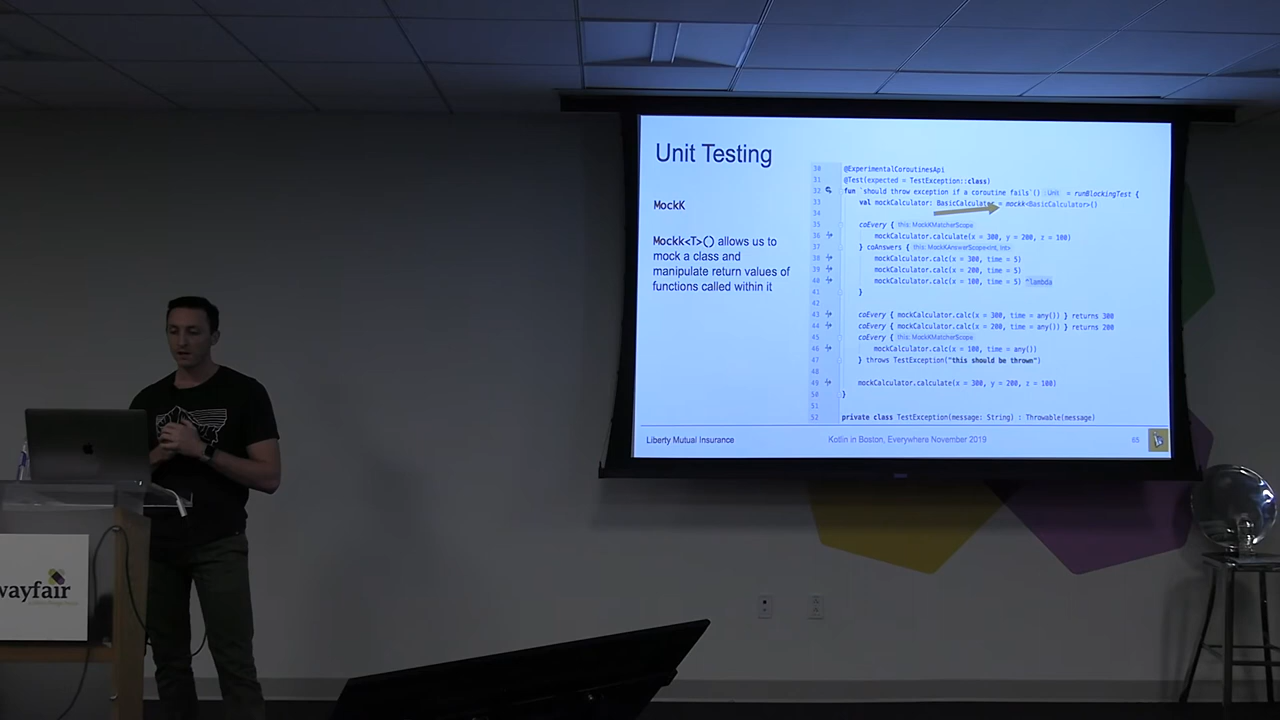 Unit Testing
MockK
Mockk<T>() allows us to
mock a class and
manipulate return values of
functions called within it
30 @ExperimentalCoroutinesApi
31 @Test(expected = TestException::class)
32 fun `should throw exception if a coroutine fails`() Unit = runBlockingTest {
33 val mockCalculator: BasicCalculator = mockk<BasicCalculator>()
34
35 coEvery { this: MockKMatcherScope
36 mockCalculator.calculate(x = 300, y = 200, z = 100)
37 } coAnswers { this: MockKAnswerScope<Int, Int>
38 mockCalculator.calc(x = 300, time = 5)
39 mockCalculator.calc(x = 200, time = 5)
40 mockCalculator.calc(x = 100, time = 5) ^lambda
41 }
42
43 coEvery { mockCalculator.calc(x = 300, time = any()) } returns 300
44 coEvery { mockCalculator.calc(x = 200, time = any()) } returns 200
45 coEvery { this: MockKMatcherScope
46 mockCalculator.calc(x = 100, time = any())
47 } throws TestException("this should be thrown")
48
49 mockCalculator.calculate(x = 300, y = 200, z = 100)
50 }
51
52 private class TestException(message: String) : Throwable(message)
Liberty Mutual Insurance Kotlin in Boston, Everywhere November 2019 65
wayfair